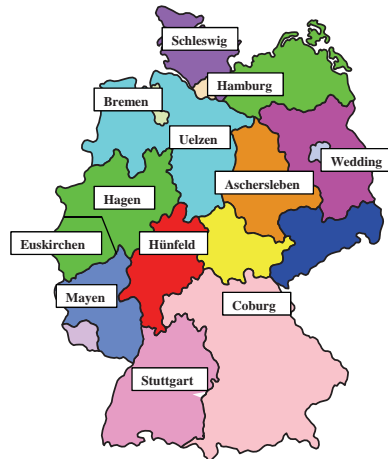 Schleswig
Hamburg
Bremen
Uelzen
Wedding
Aschersleben
Hagen
Euskirchen
Hünfeld
Mayen
Coburg
Stuttgart